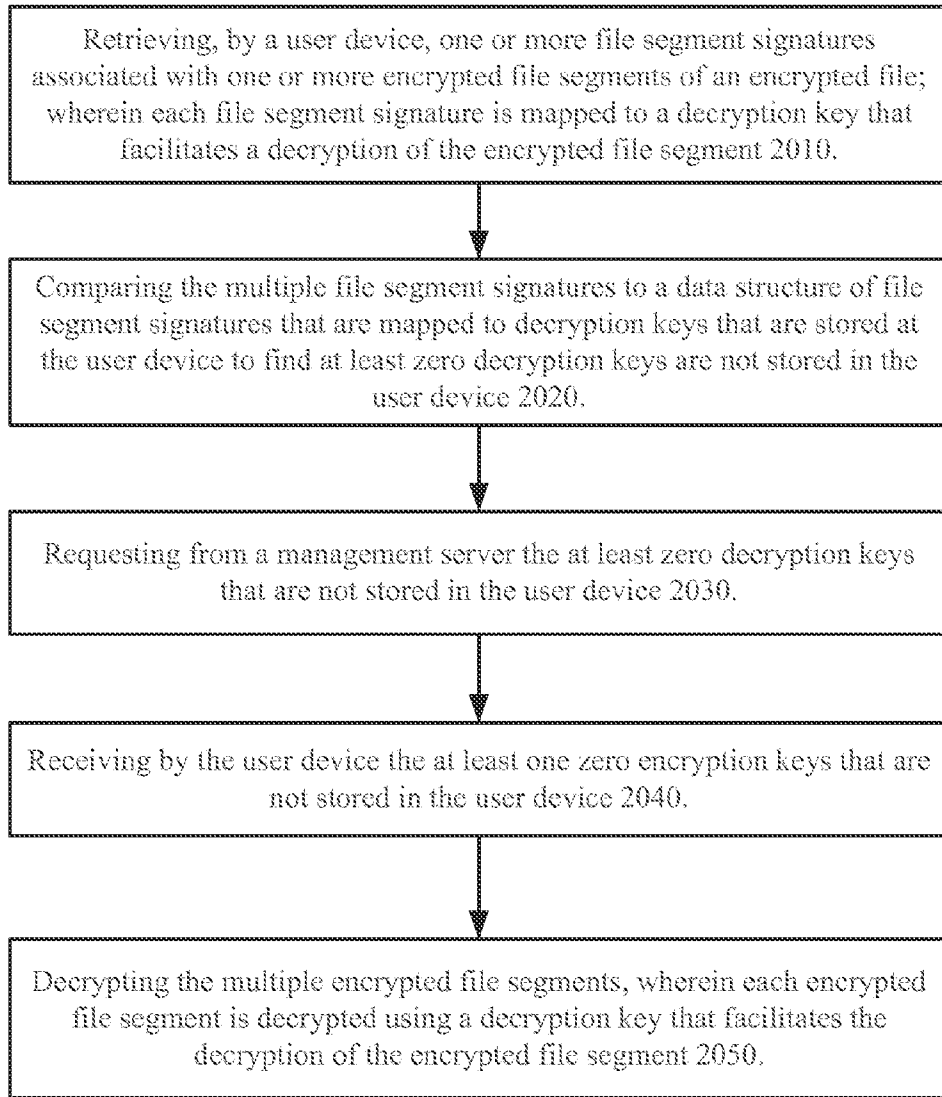 Retrieving, by a user device, one or more file segment signatures
associated with one or more encrypted file segments of an encrypted file;
wherein each file segment signature is mapped to a decryption key that
facilitates a decryption of the encrypted file segment 2010.
Comparing the multiple file segment signatures to a data structure of file
segment signatures that are mapped to decryption keys that are stored at
the user device to find at least zero decryption keys are not stored in the
user device 2020.
Requesting from a management server the at least zero decryption keys
that are not stored in the user device 2030.
Receiving by the user device the at least one zero encryption keys that are
not stored in the user device 2040.
Decrypting the multiple encrypted file segments, wherein each encrypted
file segment is decrypted using a decryption key that facilitates the
decryption of the encrypted file segment 2050.